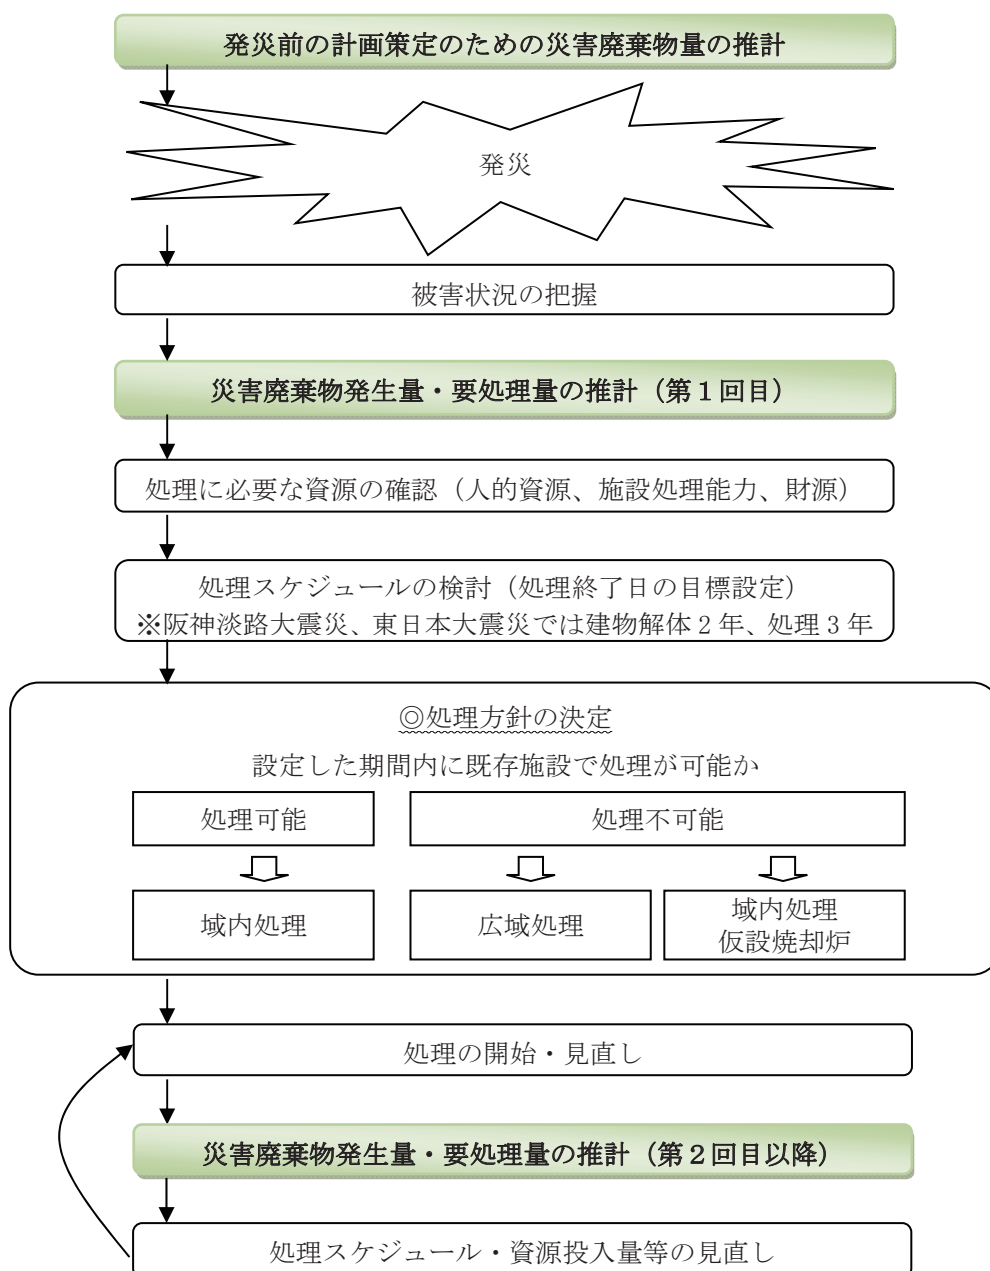 発災前の計画策定のための災害廃棄物量の推計
発災
被害状況の把握
災害廃棄物発生量・要処理量の推計（第１回目）
処理に必要な資源の確認（人的資源、施設処理能力、財源）
処理スケジュールの検討（処理終了日の目標設定）
※阪神淡路大震災、東日本大震災では建物解体２年、処理３年
◎処理方針の決定
設定した期間内に既存施設で処理が可能か
処理可能
処理不可能
域内処理
広域処理
域内処理
仮設焼却炉
処理の開始・見直し
災害廃棄物発生量・要処理量の推計（第２回目以降）
処理スケジュール・資源投入量等の見直し